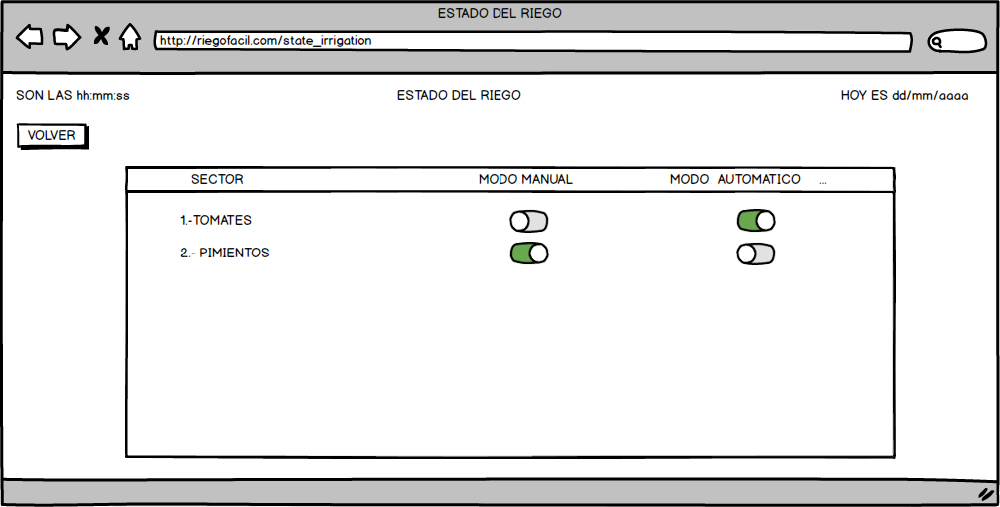 ESTADO DEL RIEGO
http://riegofacil.com/state_irrigation
SON LAS hh:mm:ss ESTADO DEL RIEGO HOY ES dd/mm/aaaa
VOLVER
SECTOR MODO MANUAL MODO AUTOMATICO ...
1.-TOMATES
2.- PIMIENTOS